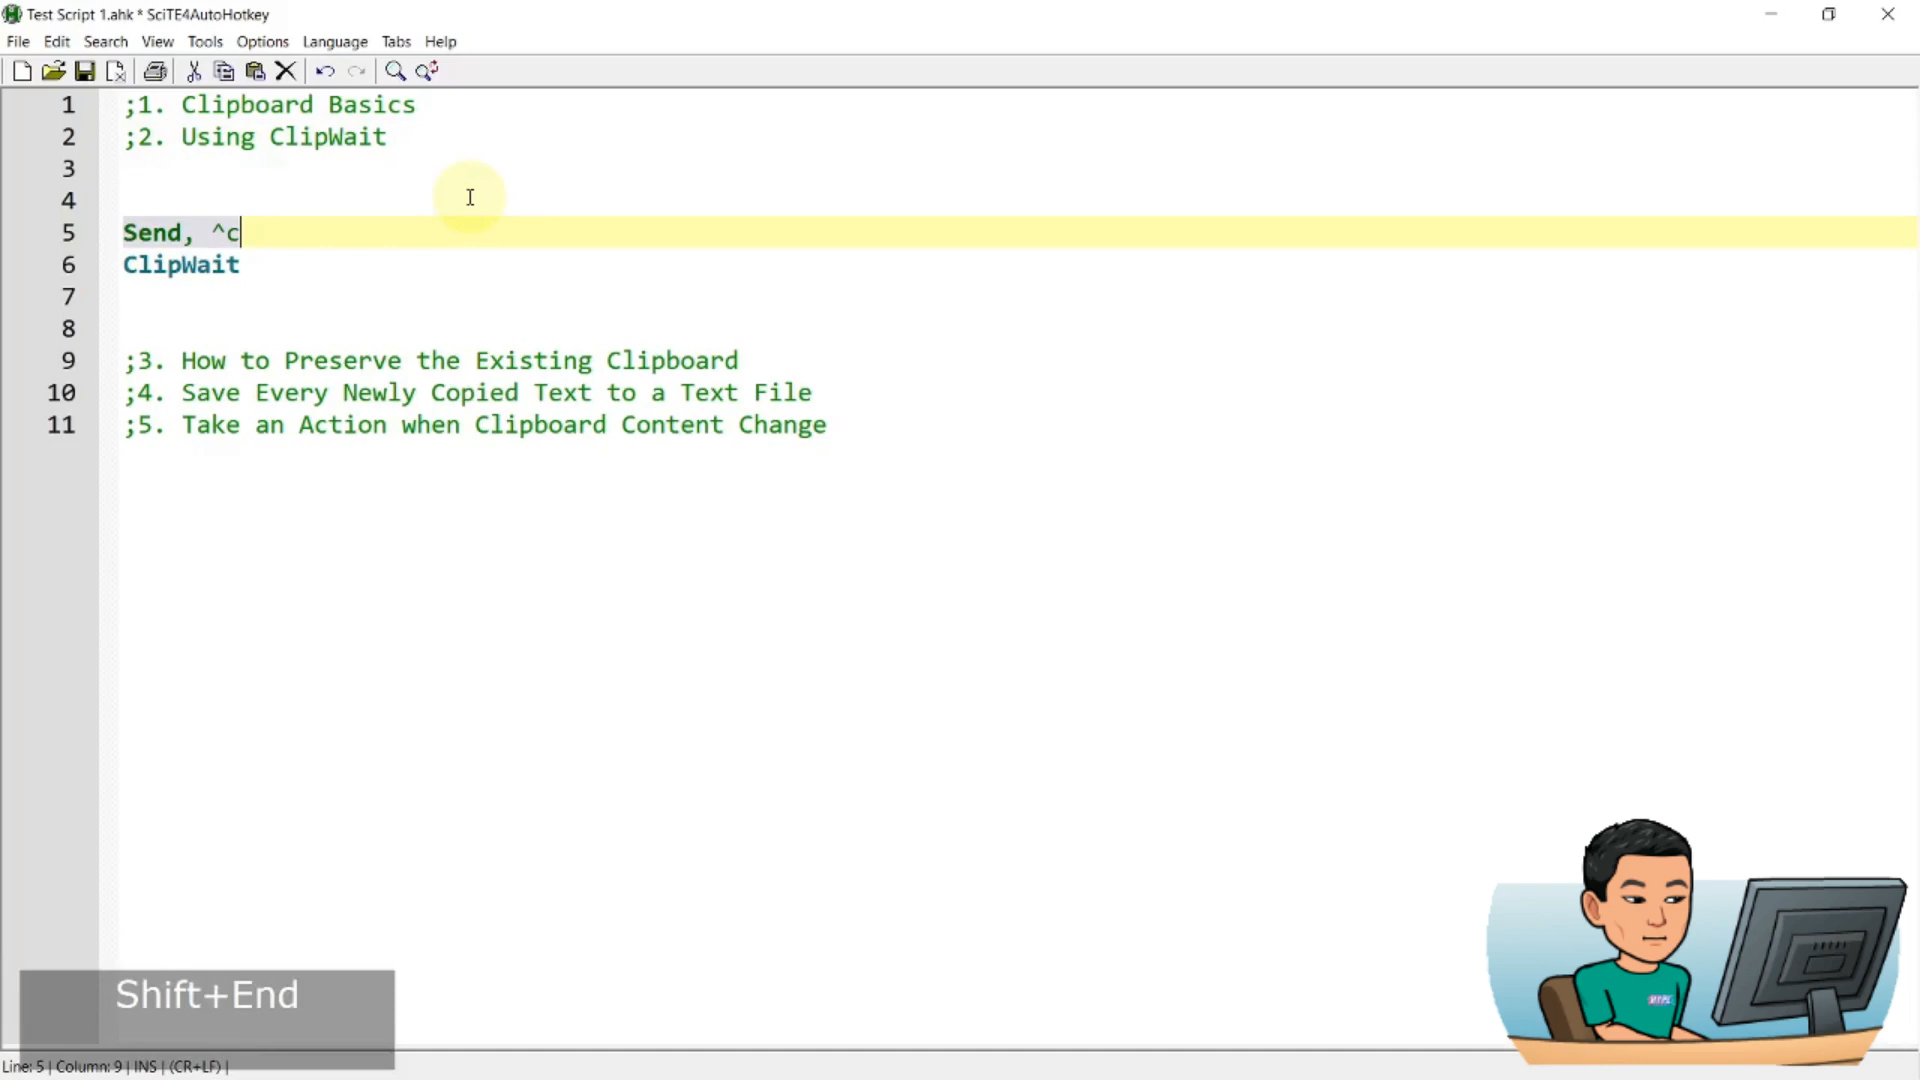 Test Script 1.ahk * SciTE4AutoHotkey
File Edit Search View Tools Options Language Tabs Help
1 ;1. Clipboard Basics
2 ;2. Using ClipWait
3
4
5 Send, ^c
6 ClipWait
7
8
9 ;3. How to Preserve the Existing Clipboard
10 ;4. Save Every Newly Copied Text to a Text File
11 ;5. Take an Action when Clipboard Content Change
Shift+End
Line: 5 | Column: 9 | INS | (CR+LF) |